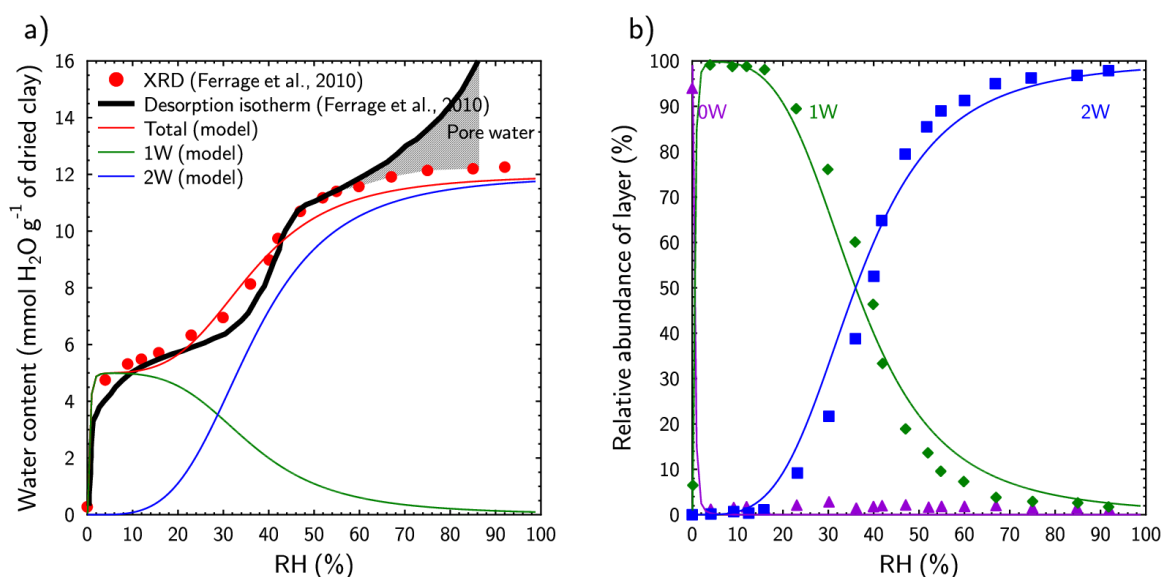 a)
16
14
12
10
8
6
4
2
0
Water content (mmol H₂O g⁻¹ of dried clay)
XRD (Ferrage et al., 2010)
Desorption isotherm (Ferrage et al., 2010)
Total (model)
1W (model)
2W (model)
Pore water
0 10 20 30 40 50 60 70 80 90 100
RH (%)
b)
100
90
80
70
60
50
40
30
20
10
0
Relative abundance of layer (%)
0W
1W
2W
0 10 20 30 40 50 60 70 80 90 100
RH (%)